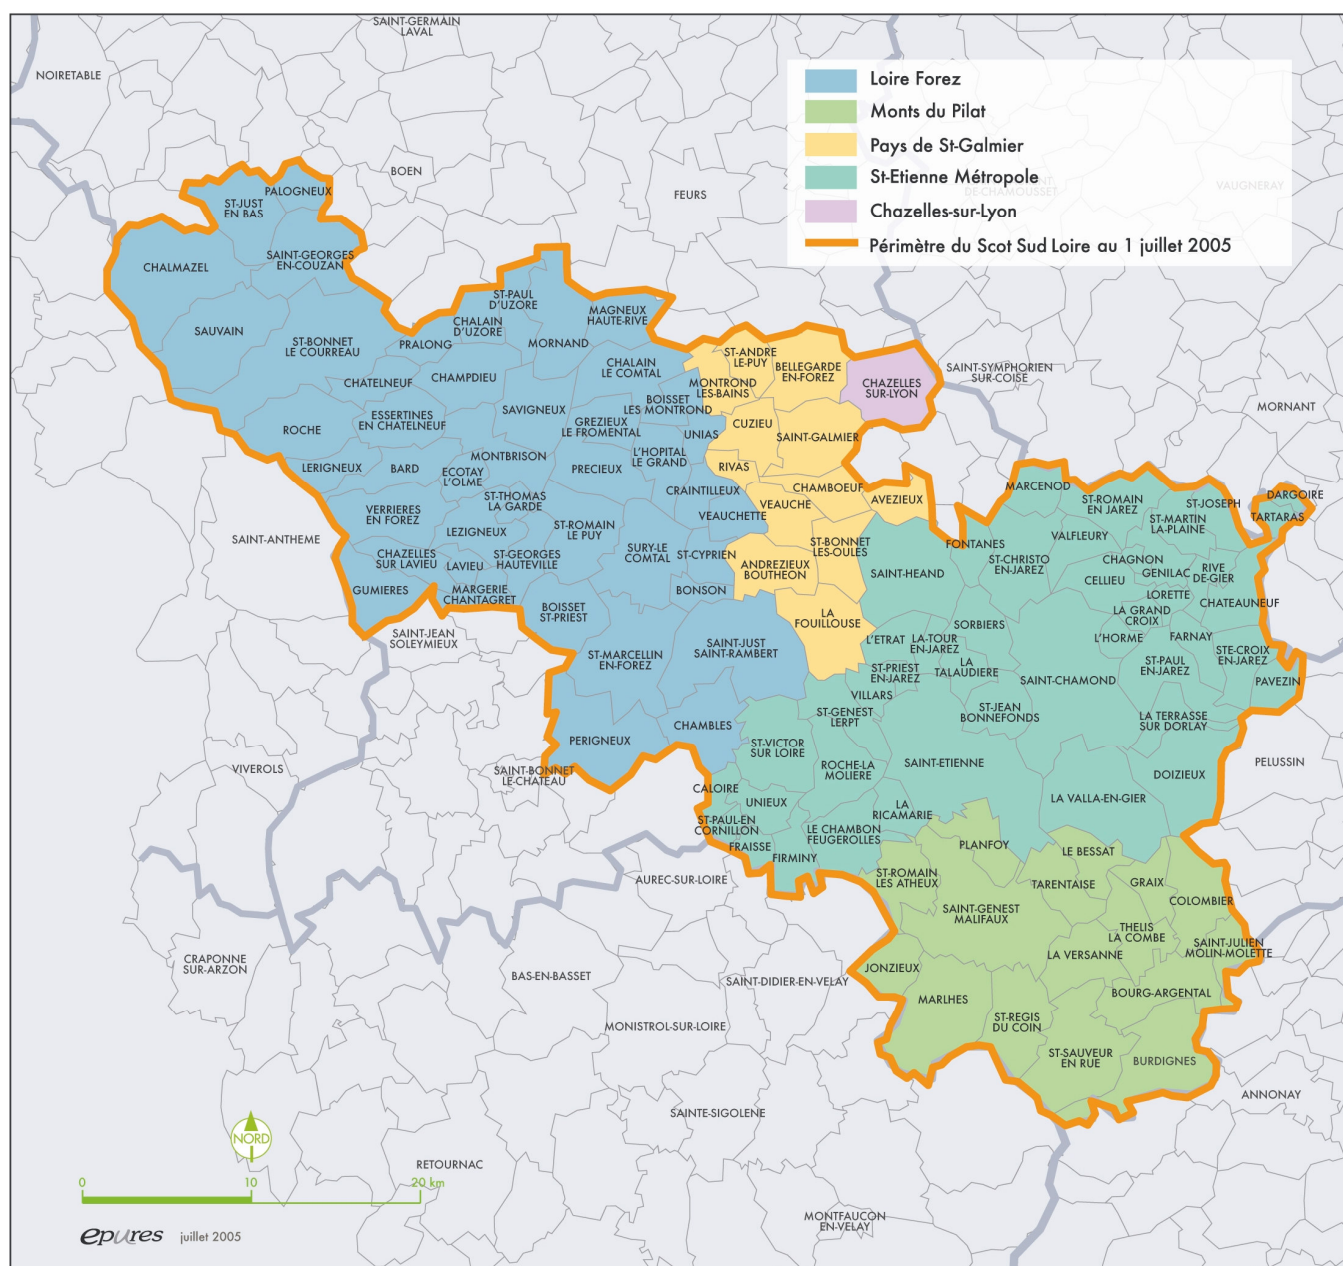 SAINT-GERMAIN
LAVAL
NOIRETABLE
BOEN
FEURS
VAUGNERAY
Loire Forez
Monts du Pilat
Pays de St-Galmier
St-Etienne Métropole
Chazelles-sur-Lyon
Périmètre du Scot Sud Loire au 1 juillet 2005
PALOGNEUX
ST-JUST
EN BAS
SAINT-GEORGES
EN-COUZAN
CHALMAZEL
SAUVAIN
ST-BONNET
LE COURREAU
ST-PAUL
D'UZORE
CHALAIN
D'UZORE
PRALONG
MORNAND
MAGNEUX
HAUTE-RIVE
CHALAIN
LE COMTAL
CHATELNEUF
CHAMPDIEU
ESSERTINES
EN CHATELNEUF
SAVIGNEUX
BOISSET
LES MONTROND
GREZIEUX
LE FROMENTAL
UNIAS
ROCHE
LERIGNEUX
BARD
ECOTAY
L'OLME
MONTBRISON
PRECIEUX
L'HOPITAL
LE GRAND
CRAINTILLEUX
VEAUCHETTE
VERRIERES
EN FOREZ
ST-THOMAS
LA GARDE
LEZIGNEUX
ST-ROMAIN
LE PUY
SURY-LE
COMTAL
ST-CYPRIEN
CHAZELLES
SUR LAVIEU
LAVIEU
ST-GEORGES
HAUTEVILLE
GUMIERES
MARGERIE
CHANTAGRET
BOISSET
ST-PRIEST
BONSON
SAINT-JUST
SAINT-RAMBERT
ST-MARCELLIN
EN-FOREZ
CHAMBLES
PERIGNEUX
ST-ANDRE
LE-PUY
BELLEGARDE
EN-FOREZ
MONTROND
LES-BAINS
CUZIEU
SAINT-GALMIER
RIVAS
CHAMBOEUF
VEAUCHE
AVEZIEUX
ST-BONNET
LES-OULES
ANDREZIEUX
BOUTHEON
LA
FOUILLOUSE
CHAZELLES
SUR-LYON
SAINT-SYMPHORIEN
SUR-COISE
MORNANT
MARCENOD
ST-ROMAIN
EN JAREZ
ST-JOSEPH
DARGOIRE
TARTARAS
ST-MARTIN
LA-PLAINE
FONTANES
VALFLEURY
ST-CHRISTO
EN-JAREZ
SAINT-HEAND
CHAGNON
CELLIEU
GENILAC
RIVE
DE-GIER
LORETTE
CHATEAUNEUF
LA GRAND
CROIX
SORBIERS
L'HORME
FARNAY
L'ETRAT
LA-TOUR
EN-JAREZ
STE-CROIX
EN-JAREZ
ST-PRIEST
EN-JAREZ
LA
TALAUDIERE
SAINT-CHAMOND
ST-PAUL
EN-JAREZ
PAVEZIN
VILLARS
ST-GENEST
LERPT
ST-JEAN
BONNEFONDS
LA TERRASSE
SUR DORLAY
ST-VICTOR
SUR LOIRE
ROCHE-LA
MOLIERE
SAINT-ETIENNE
DOIZIEUX
PELUSSIN
CALOIRE
UNIEUX
LA
RICAMARIE
LA VALLA-EN-GIER
ST-PAUL-EN
CORNILLON
LE CHAMBON
FEUGEROLLES
FRAISSE
FIRMINY
PLANFOY
LE BESSAT
ST-ROMAIN
LES ATHEUX
TARENTAISE
GRAIX
COLOMBIER
SAINT-GENEST
MALIFAUX
THELIS
LA COMBE
SAINT-JULIEN
MOLIN-MOLETTE
LA VERSANNE
JONZIEUX
MARLHES
BOURG-ARGENTAL
ST-REGIS
DU COIN
ST-SAUVEUR
EN RUE
BURDIGNES
ANNONAY
SAINT-ANTHEME
SAINT-JEAN
SOLEYMIEUX
VIVEROLS
SAINT-BONNET
LE-CHATEAU
AUREC-SUR-LOIRE
CRAPONNE
SUR-ARZON
BAS-EN-BASSET
SAINT-DIDIER-EN-VELAY
MONISTROL-SUR-LOIRE
SAINTE-SIGOLENE
RETOURNAC
MONTFAUCON
EN-VELAY
NORD
0 10 20 km
epures juillet 2005